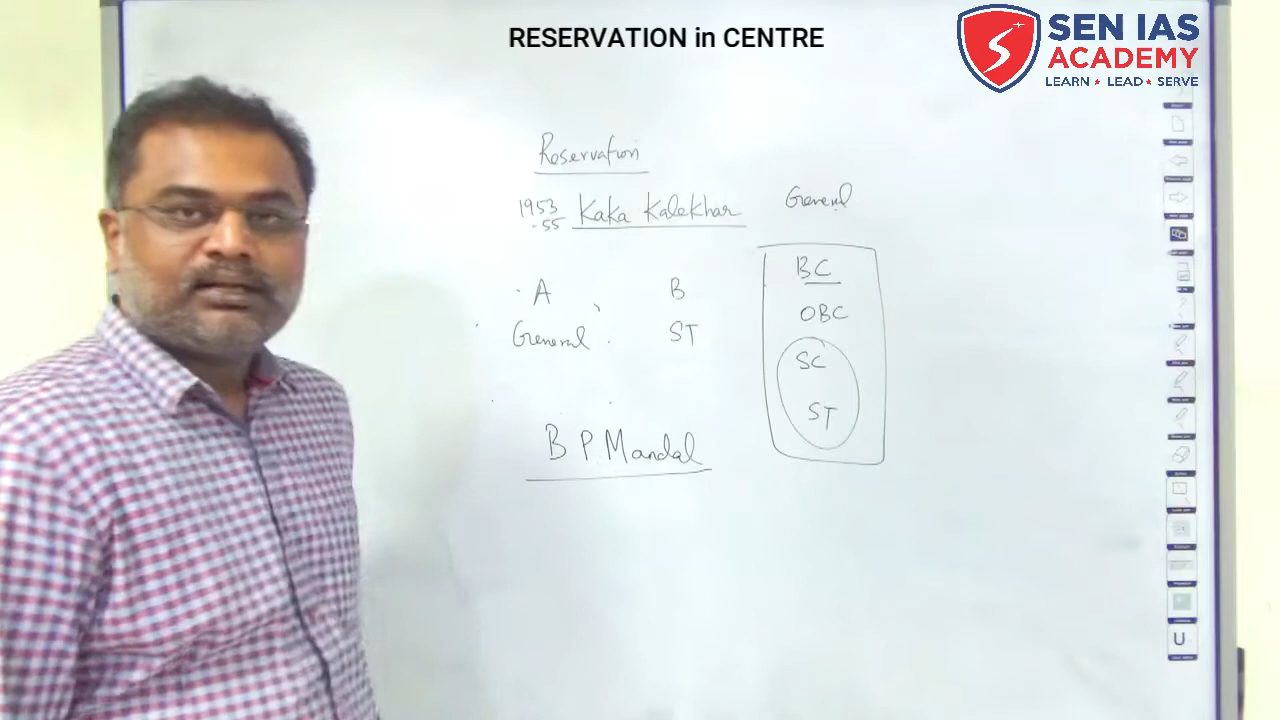 RESERVATION in CENTRE
SEN IAS
ACADEMY
LEARN ★ LEAD ★ SERVE
Reservation
1953
-55
Kaka Kalekhar
General
A
B
General
ST
BC
OBC
SC
ST
B P Mandal
U